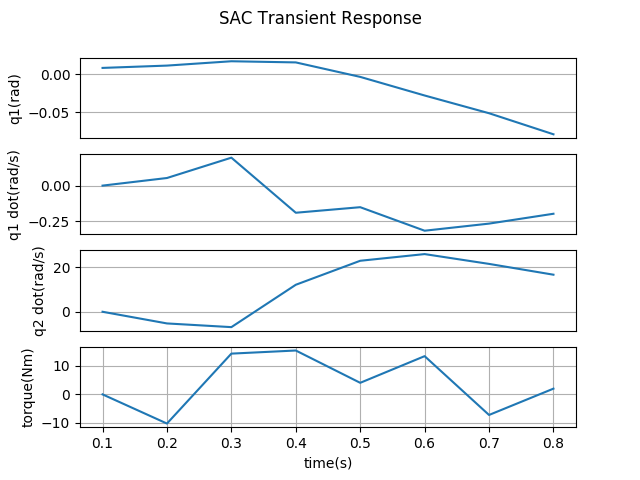 SAC Transient Response
q1(rad)
0.00
−0.05
q1 dot(rad/s)
0.00
−0.25
q2 dot(rad/s)
20
0
torque(Nm)
10
0
−10
0.1 0.2 0.3 0.4 0.5 0.6 0.7 0.8
time(s)